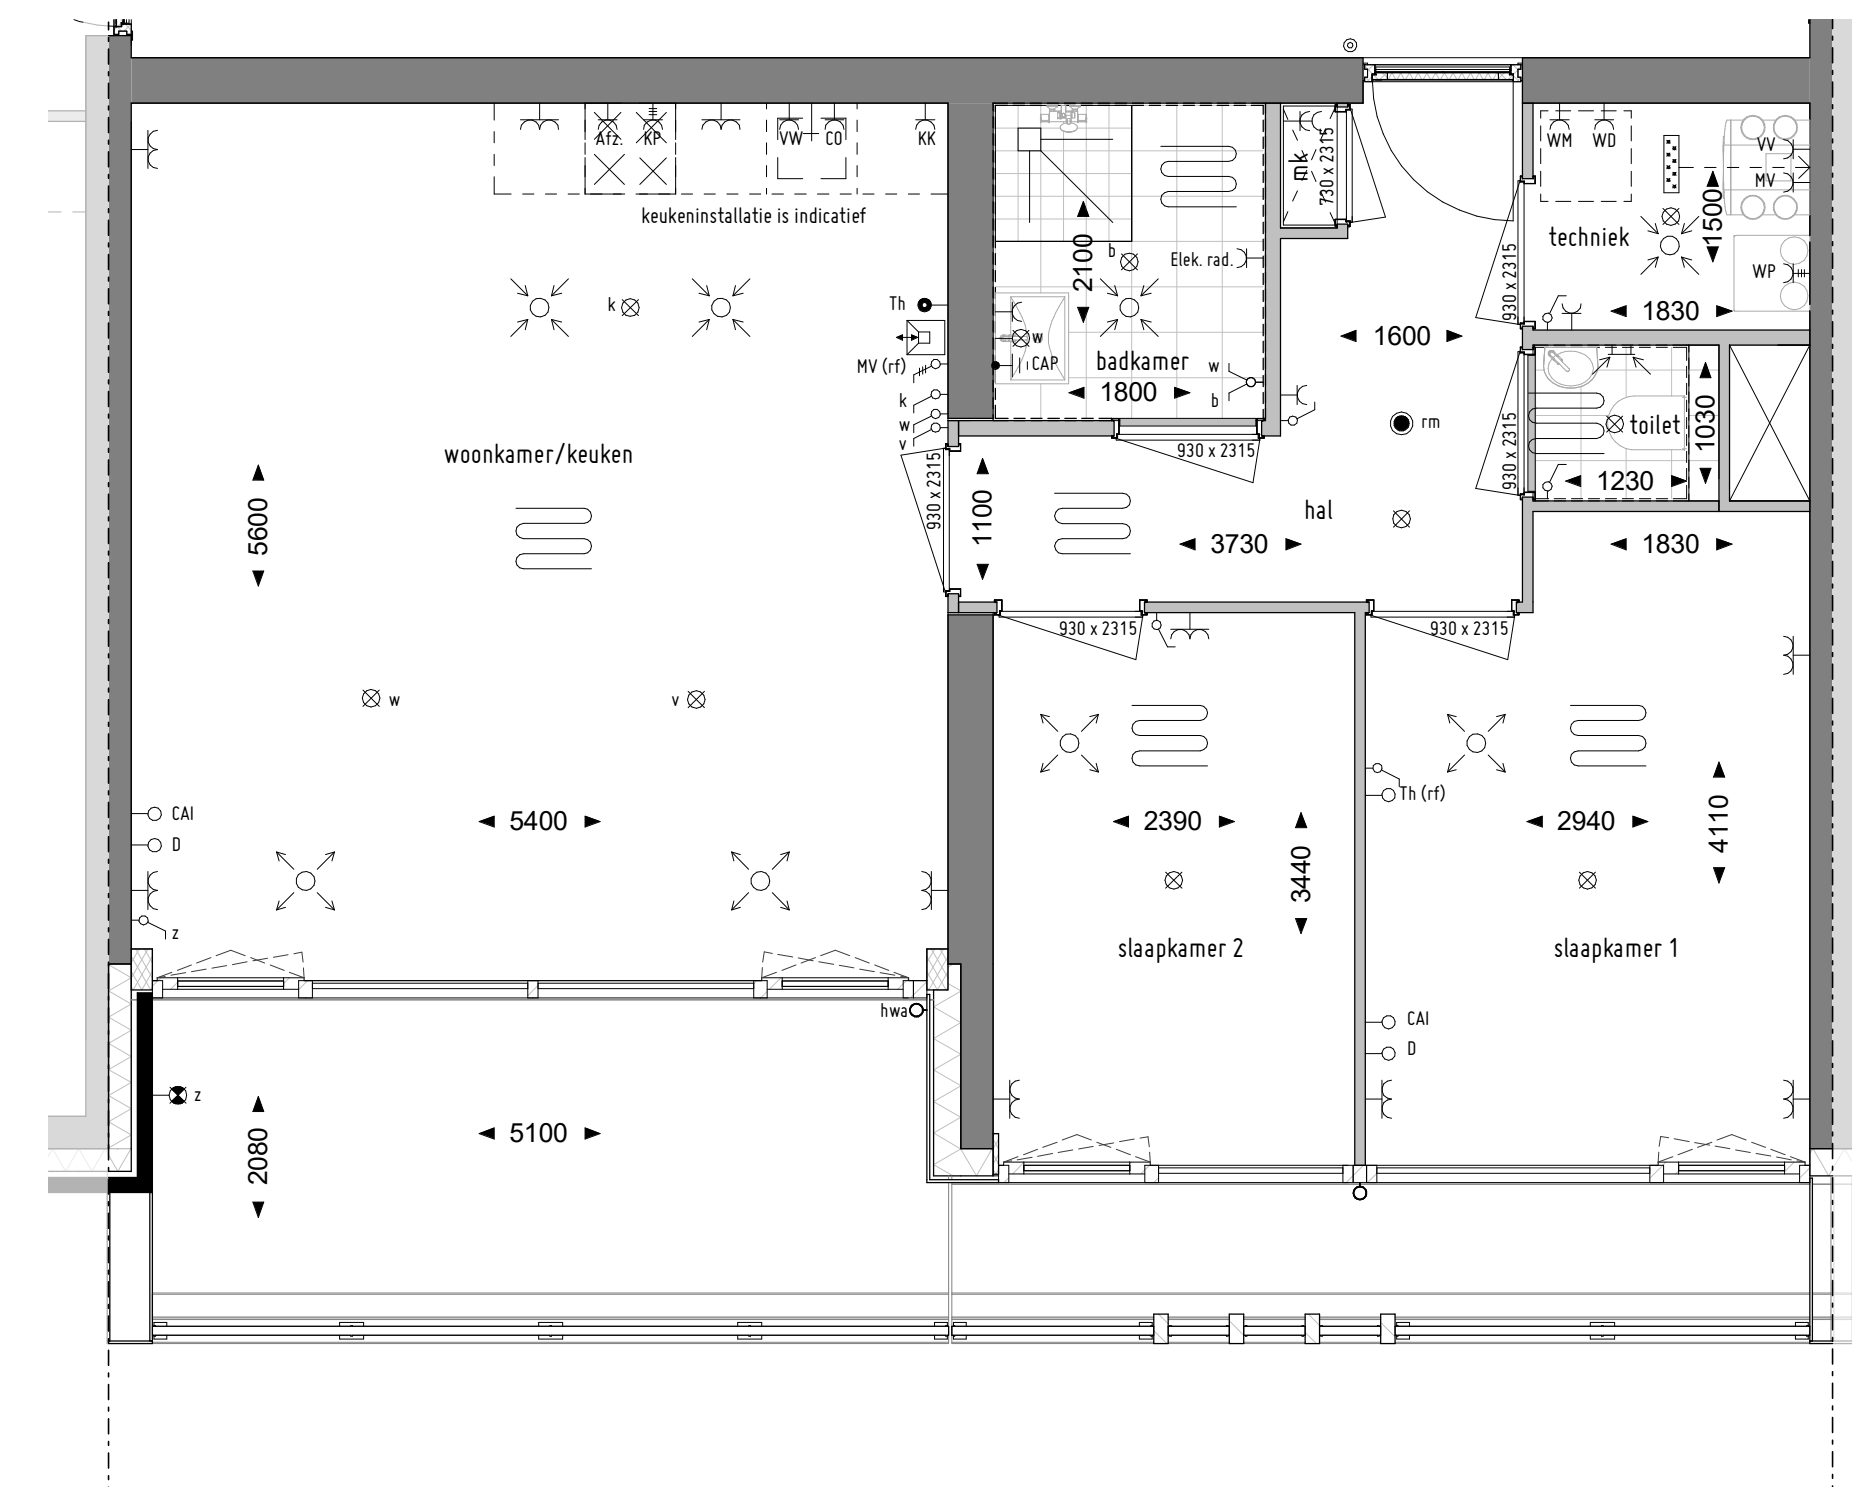 Afz.
KP
VW
CO
KK
keukeninstallatie is indicatief
k
Th
MV (rf)
k
w
v
woonkamer/keuken
5600
930 x 2315
w
v
5400
CAI
D
z
2100
b
Elek. rad.
w
CAP
badkamer
1800
w
b
mk
730 x 2315
930 x 2315
1100
3730
hal
1600
rm
WM
WD
VV
MV
1500
techniek
WP
1830
930 x 2315
toilet
1030
1230
930 x 2315
1830
930 x 2315
930 x 2315
2390
3440
slaapkamer 2
Th (rf)
2940
4110
slaapkamer 1
CAI
D
hwa
z
2080
5100